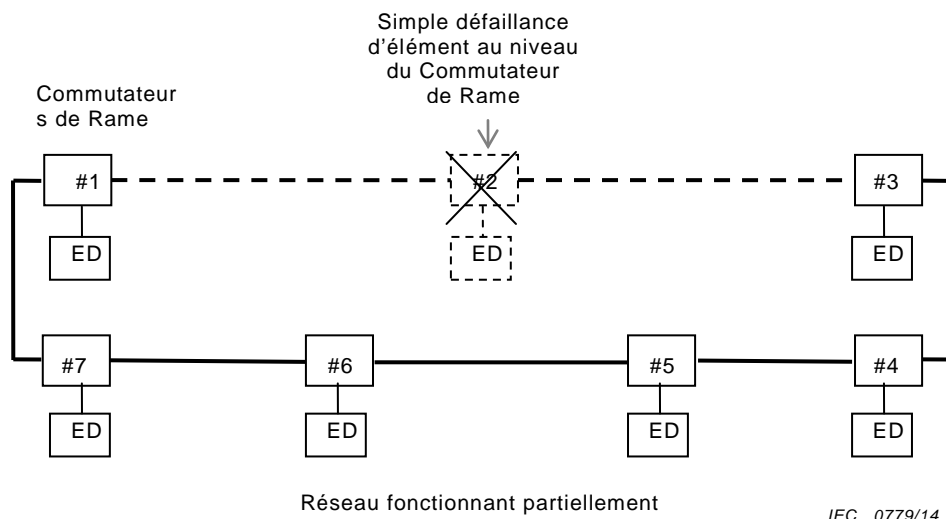 Simple défaillance
d'élément au niveau
du Commutateur
de Rame
Commutateur
s de Rame
#1
#2
#3
ED
ED
ED
#7
#6
#5
#4
ED
ED
ED
ED
Réseau fonctionnant partiellement
IEC 0779/14